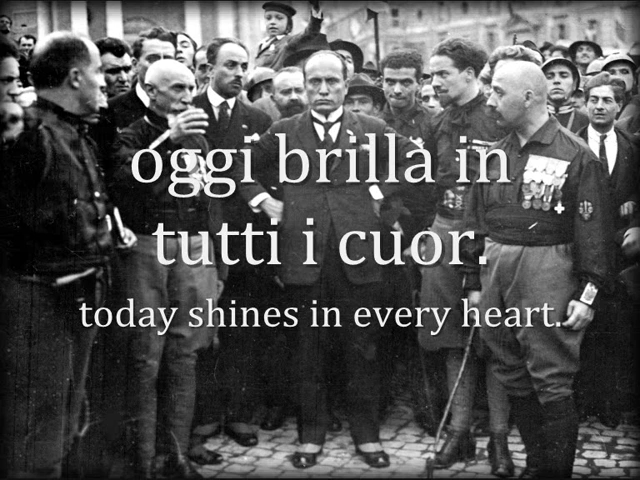 oggi brilla in
tutti i cuor.
today shines in every heart.